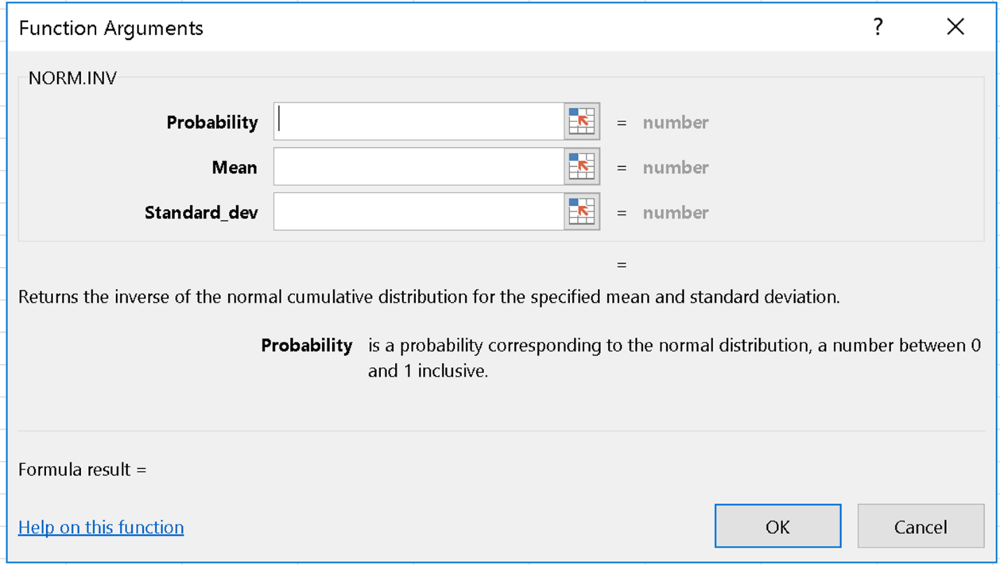 Function Arguments ?
NORM.INV
Probability = number
Mean = number
Standard_dev = number
=
Returns the inverse of the normal cumulative distribution for the specified mean and standard deviation.
Probability is a probability corresponding to the normal distribution, a number between 0
and 1 inclusive.
Formula result =
Help on this function OK Cancel